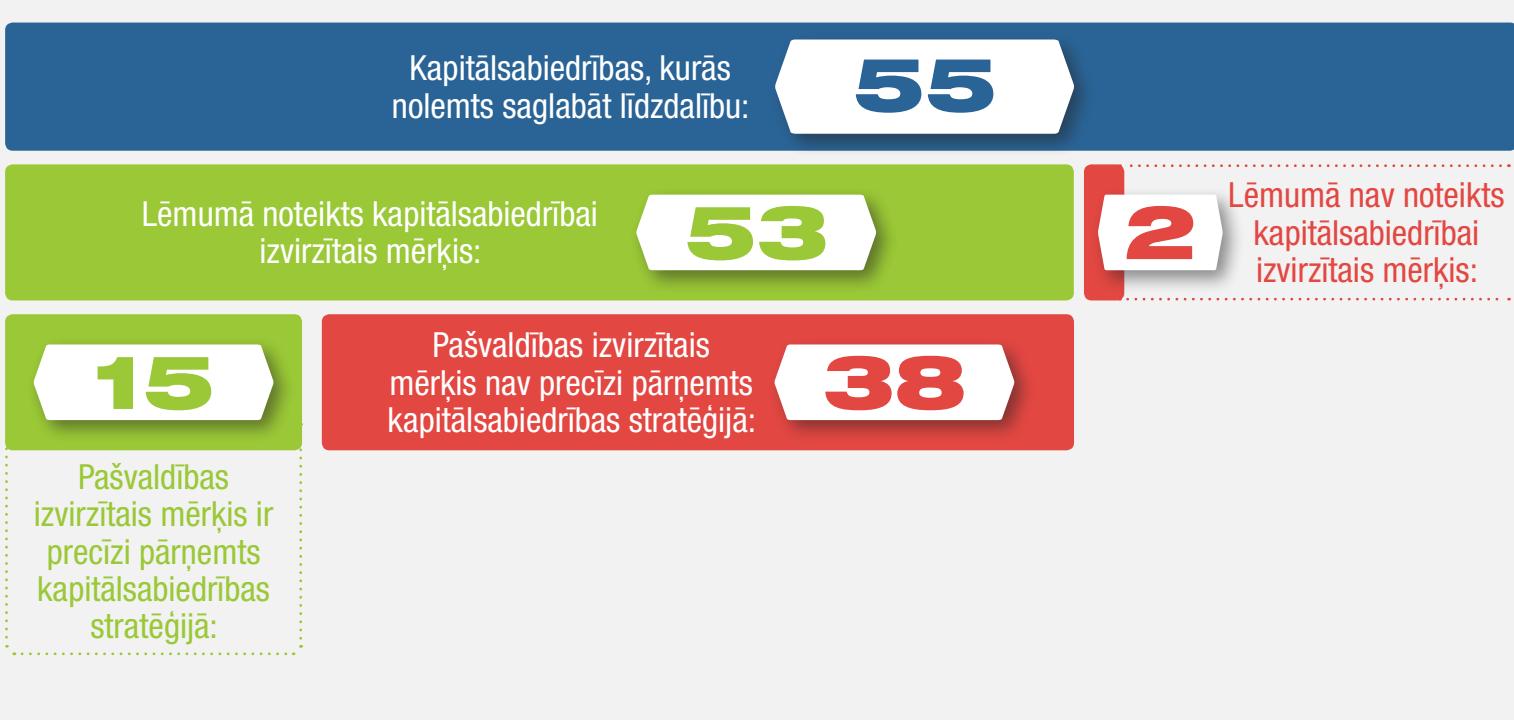 Kapitālsabiedrības, kurās
nolemts saglabāt līdzdalību:
55
Lēmumā noteikts kapitālsabiedrībai
izvirzītais mērķis:
53
2
Lēmumā nav noteikts
kapitālsabiedrībai
izvirzītais mērķis:
15
Pašvaldības
izvirzītais mērķis ir
precīzi pārņemts
kapitālsabiedrības
stratēģijā:
Pašvaldības izvirzītais
mērķis nav precīzi pārņemts
kapitālsabiedrības stratēģijā:
38